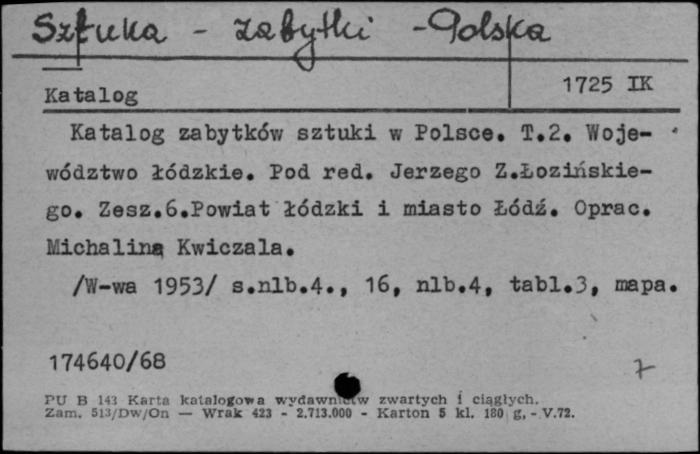 Sztuka - zabytki - Polska
1725 IK
Katalog
Katalog zabytków sztuki w Polsce. T.2. Woje-
wództwo łódzkie. Pod red. Jerzego Z.Łozińskie-
go. Zesz.6.Powiat łódzki i miasto Łódź. Oprac.
Michalina Kwiczala.
/W-wa 1953/ s.nlb.4., 16, nlb.4, tabl.3, mapa.
174640/68
7
PU B 143 Karta katalogowa wydawnictw zwartych i ciągłych.
Zam. 513/Dw/On — Wrak 423 - 2.713.000 - Karton 5 kl. 180 g, - V.72.